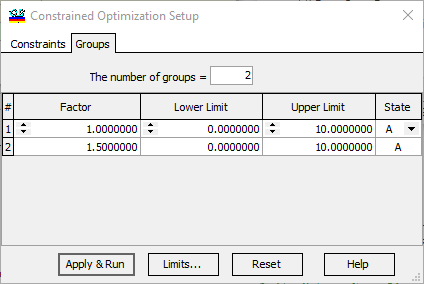 Constrained Optimization Setup
Constraints Groups
The number of groups = 2
# Factor Lower Limit Upper Limit State
1 1.0000000 0.0000000 10.0000000 A
2 1.5000000 0.0000000 10.0000000 A
Apply & Run Limits... Reset Help